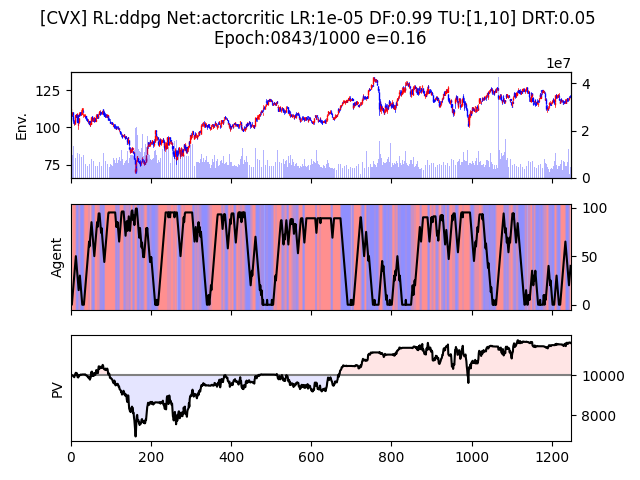 [CVX] RL:ddpg Net:actorcritic LR:1e-05 DF:0.99 TU:[1,10] DRT:0.05
Epoch:0843/1000 e=0.16
1e7
125
100
75
Env.
4
2
0
Agent
100
50
0
PV
10000
8000
0 200 400 600 800 1000 1200